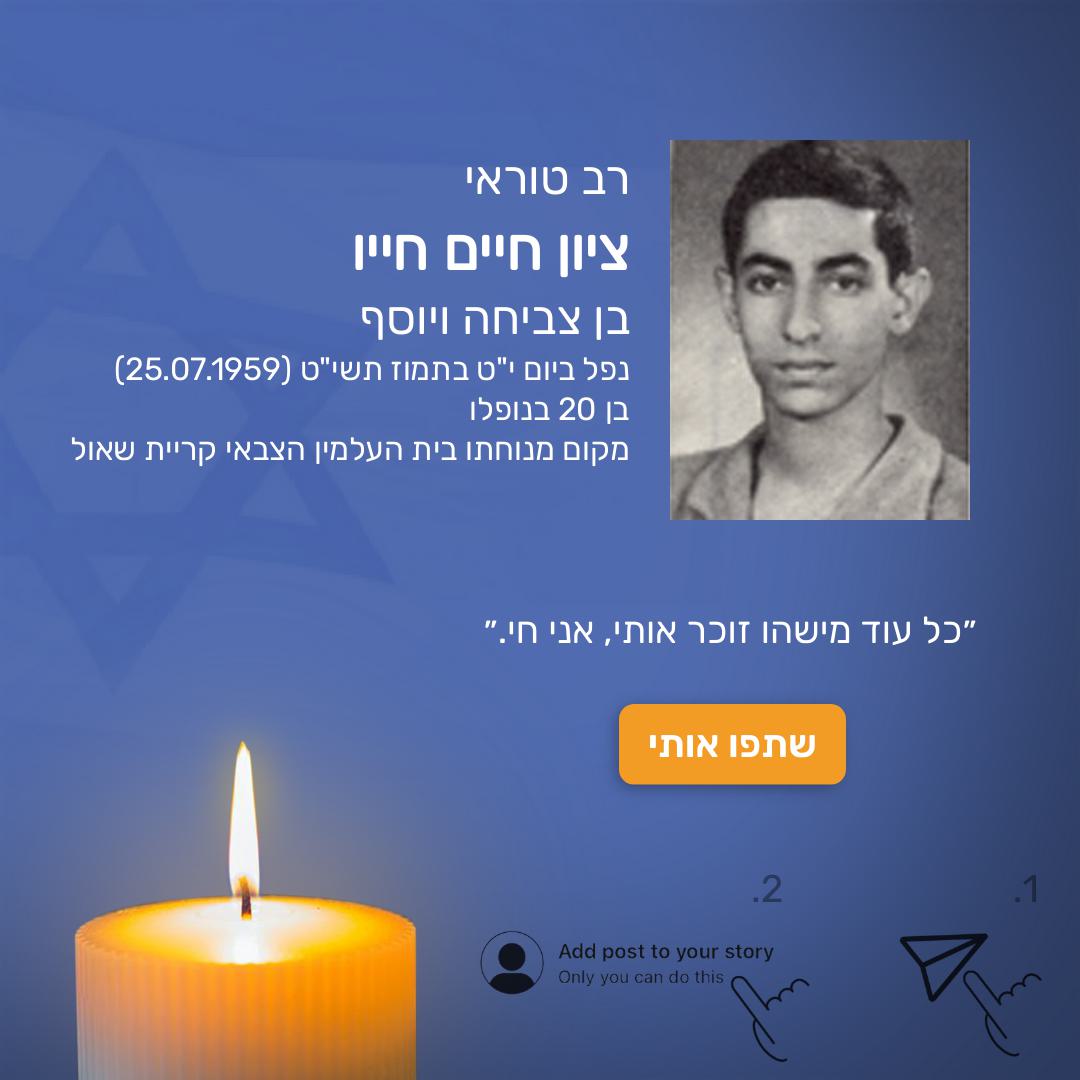 רב טוראי
ציון חיים חייו
בן צביחה ויוסף
נפל ביום י"ט בתמוז תשי"ט (25.07.1959)
בן 20 בנופלו
מקום מנוחתו בית העלמין הצבאי קריית שאול
״כל עוד מישהו זוכר אותי, אני חי.״
שתפו אותי
.1
.2
Add post to your story
Only you can do this